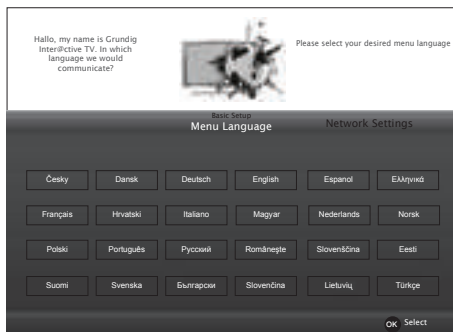 Hallo, my name is Grundig
Inter@ctive TV. In which
language we would
communicate?
Please select your desired menu language
Basic Setup
Menu Language
Network Settings
Česky Dansk Deutsch English Espanol Ελληνικά
Français Hrvatski Italiano Magyar Nederlands Norsk
Polski Português Русский Româneşte Slovenščina Eesti
Suomi Svenska Български Slovenčina Lietuvių Türkçe
OK Select